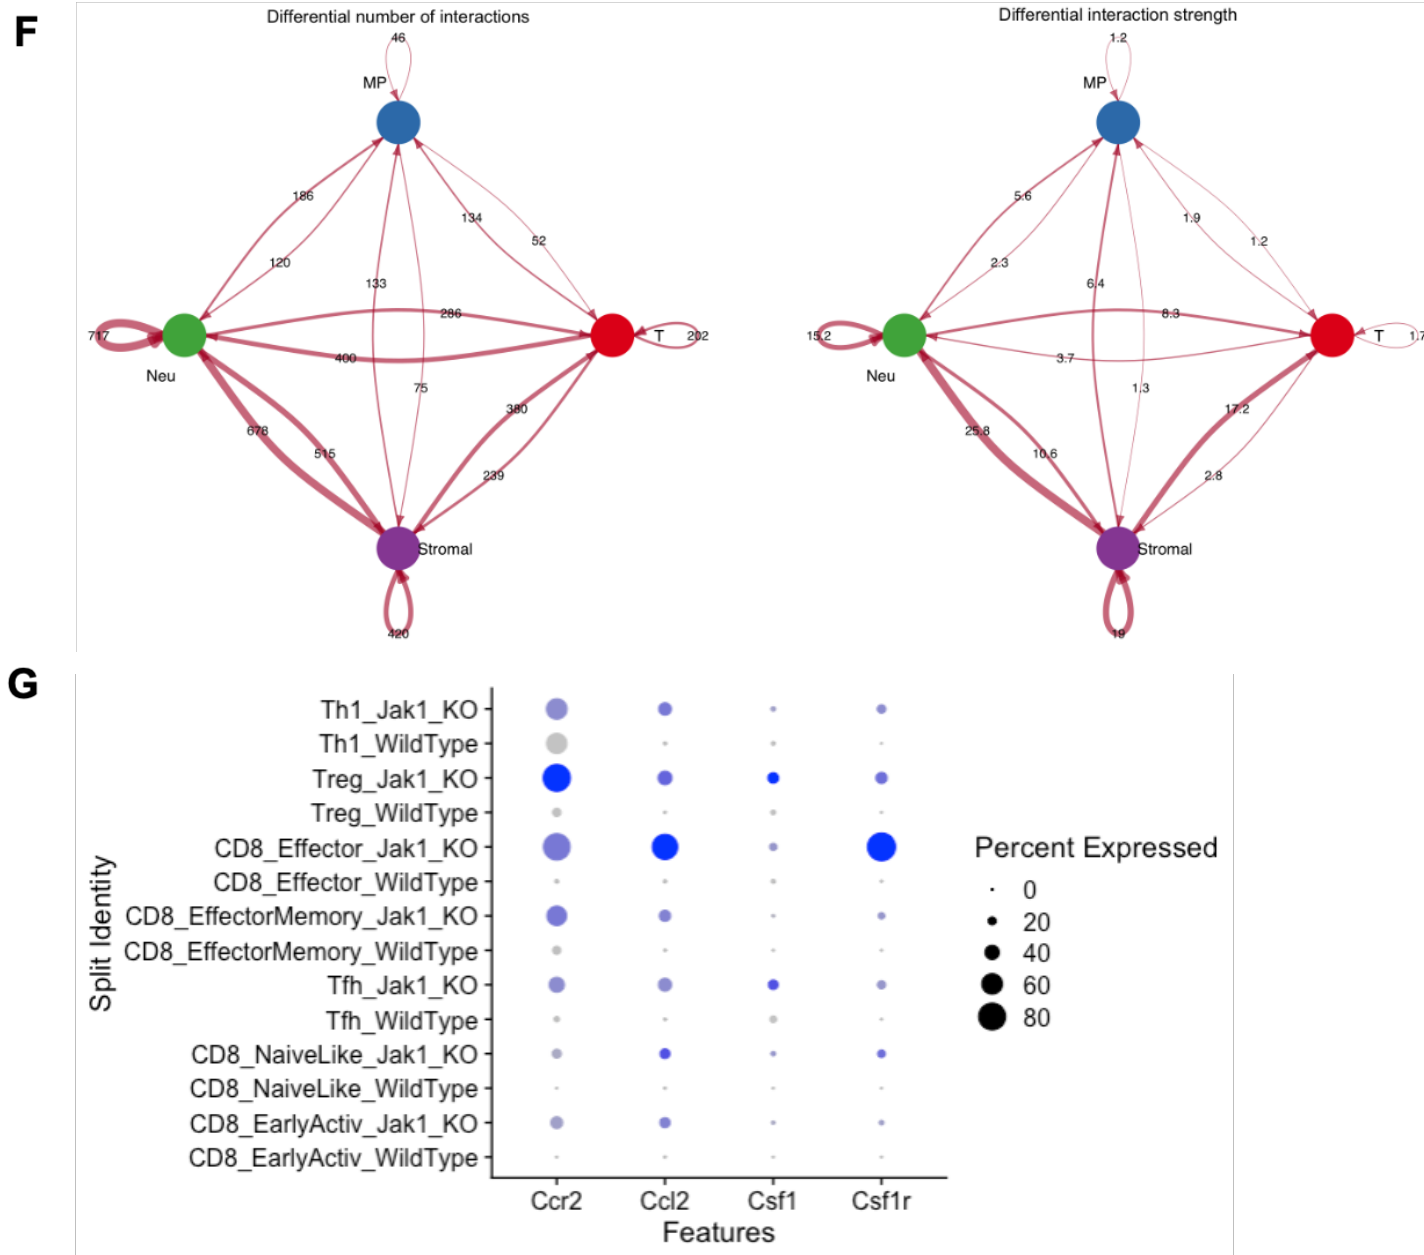 F
Differential number of interactions
46
MP
186
134
52
120
133
286
717
T
202
400
Neu
75
380
678
515
239
Stromal
420
Differential interaction strength
1.2
MP
5.6
1.9
1.2
2.3
6.4
8.3
15.2
T
1.7
3.7
Neu
1.3
17.2
25.8
10.6
2.8
Stromal
19
G
Split Identity
Th1_Jak1_KO
Th1_WildType
Treg_Jak1_KO
Treg_WildType
CD8_Effector_Jak1_KO
CD8_Effector_WildType
CD8_EffectorMemory_Jak1_KO
CD8_EffectorMemory_WildType
Tfh_Jak1_KO
Tfh_WildType
CD8_NaiveLike_Jak1_KO
CD8_NaiveLike_WildType
CD8_EarlyActiv_Jak1_KO
CD8_EarlyActiv_WildType
Ccr2 Ccl2 Csf1 Csf1r
Features
Percent Expressed
0
20
40
60
80